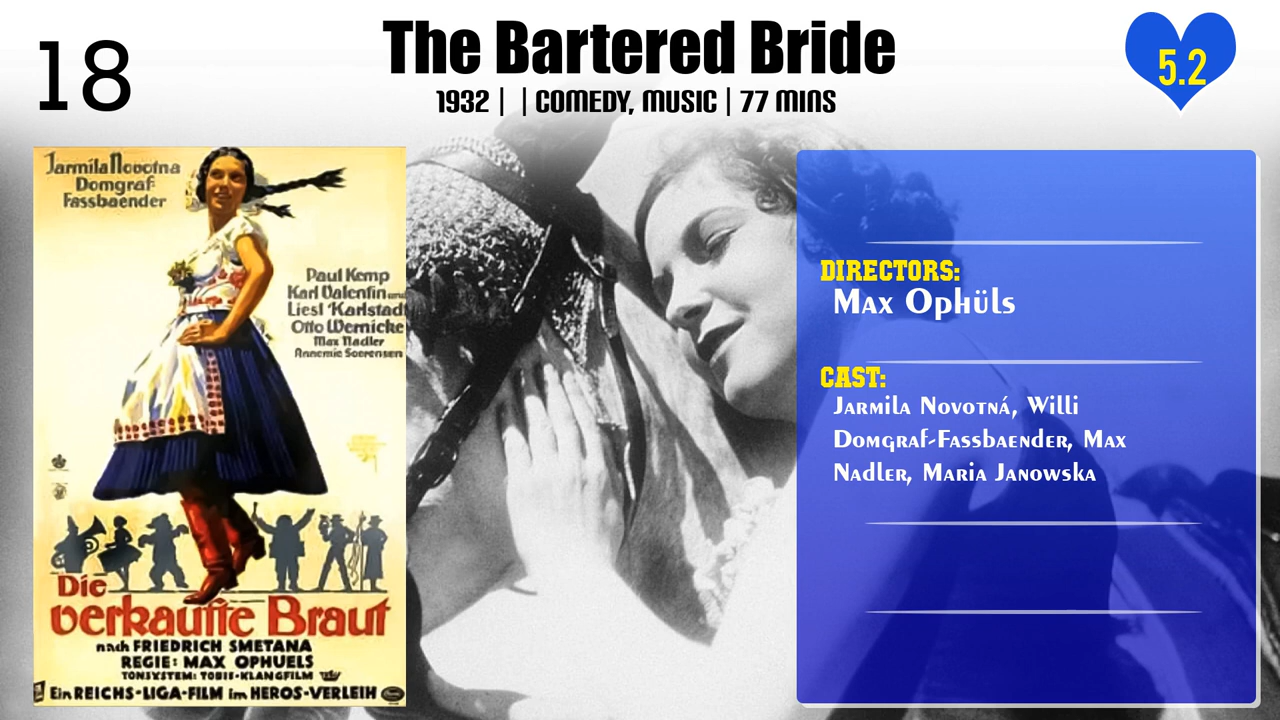 18
The Bartered Bride
1932 | | COMEDY, MUSIC | 77 MINS
5.2
Jarmila Novotna
Domgraf-
Fassbaender
Paul Kemp
Karl Valentin und
Liesl Karlstadt
Otto Wernicke
Max Nadler
Annemie Soerensen
Die
verkaufte Braut
nach FRIEDRICH SMETANA
REGIE: MAX OPHUELS
TONSYSTEM: TOBIS-KLANGFILM
Ein REICHS-LIGA-FILM im HEROS-VERLEIH
DIRECTORS:
Max Ophüls
CAST:
Jarmila Novotná, Willi
Domgraf-Fassbaender, Max
Nadler, Maria Janowska